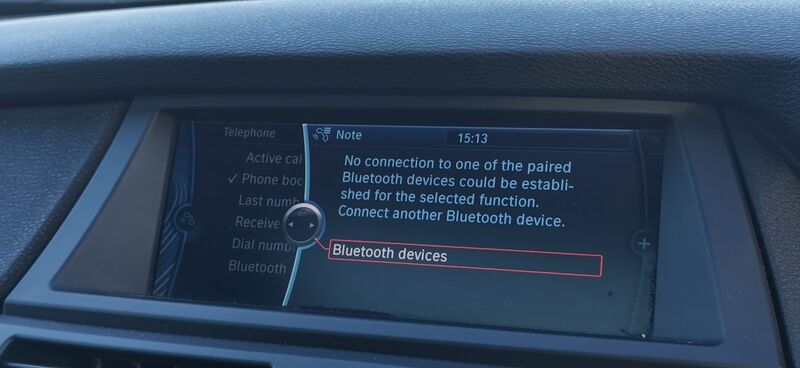 Telephone
Active cal
✓ Phone boo
Last numb
Receive
Dial numb
Bluetooth
Note
15:13
No connection to one of the paired
Bluetooth devices could be establi-
shed for the selected function.
Connect another Bluetooth device.
Bluetooth devices